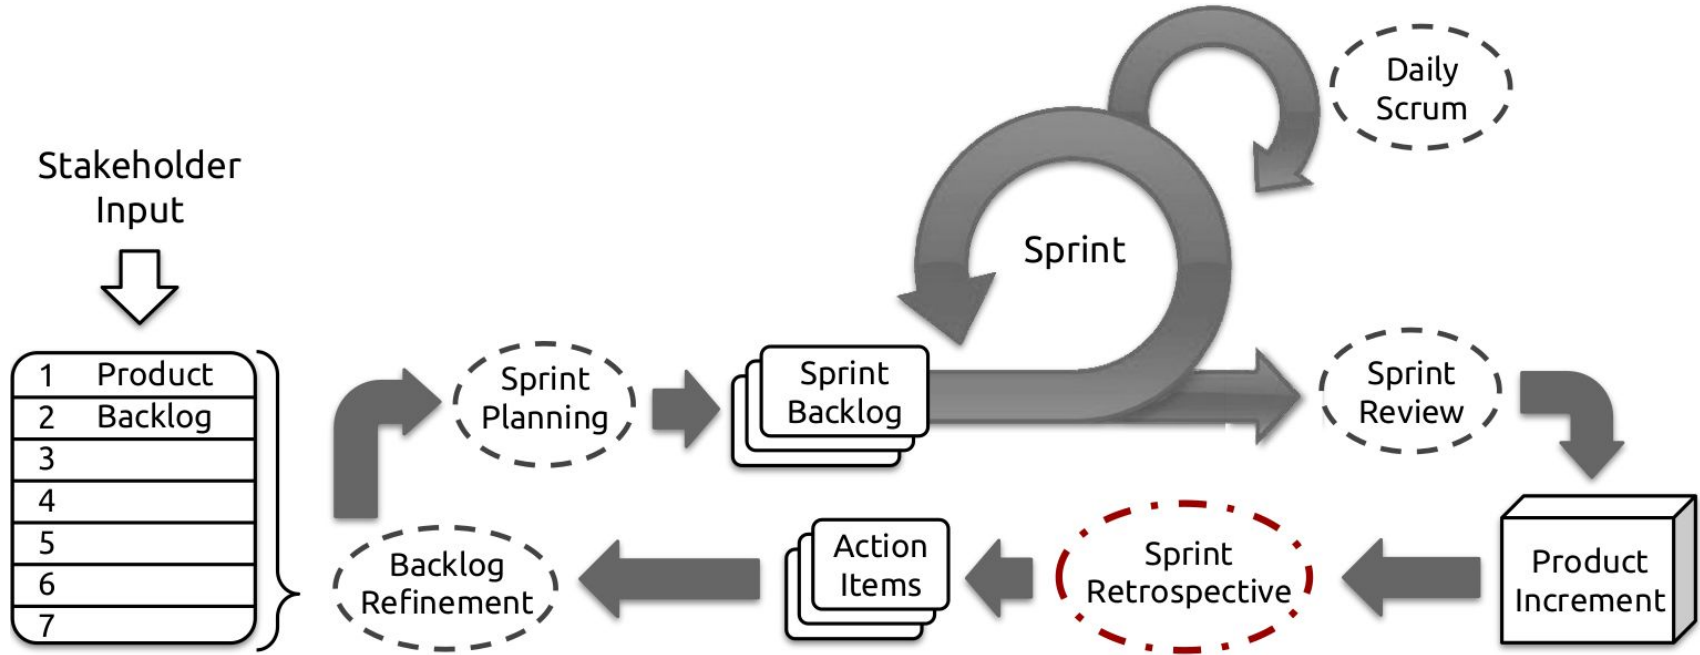 Stakeholder
Input
1 Product
2 Backlog
3
4
5
6
7
Sprint
Planning
Sprint
Backlog
Sprint
Daily
Scrum
Sprint
Review
Product
Increment
Sprint
Retrospective
Action
Items
Backlog
Refinement